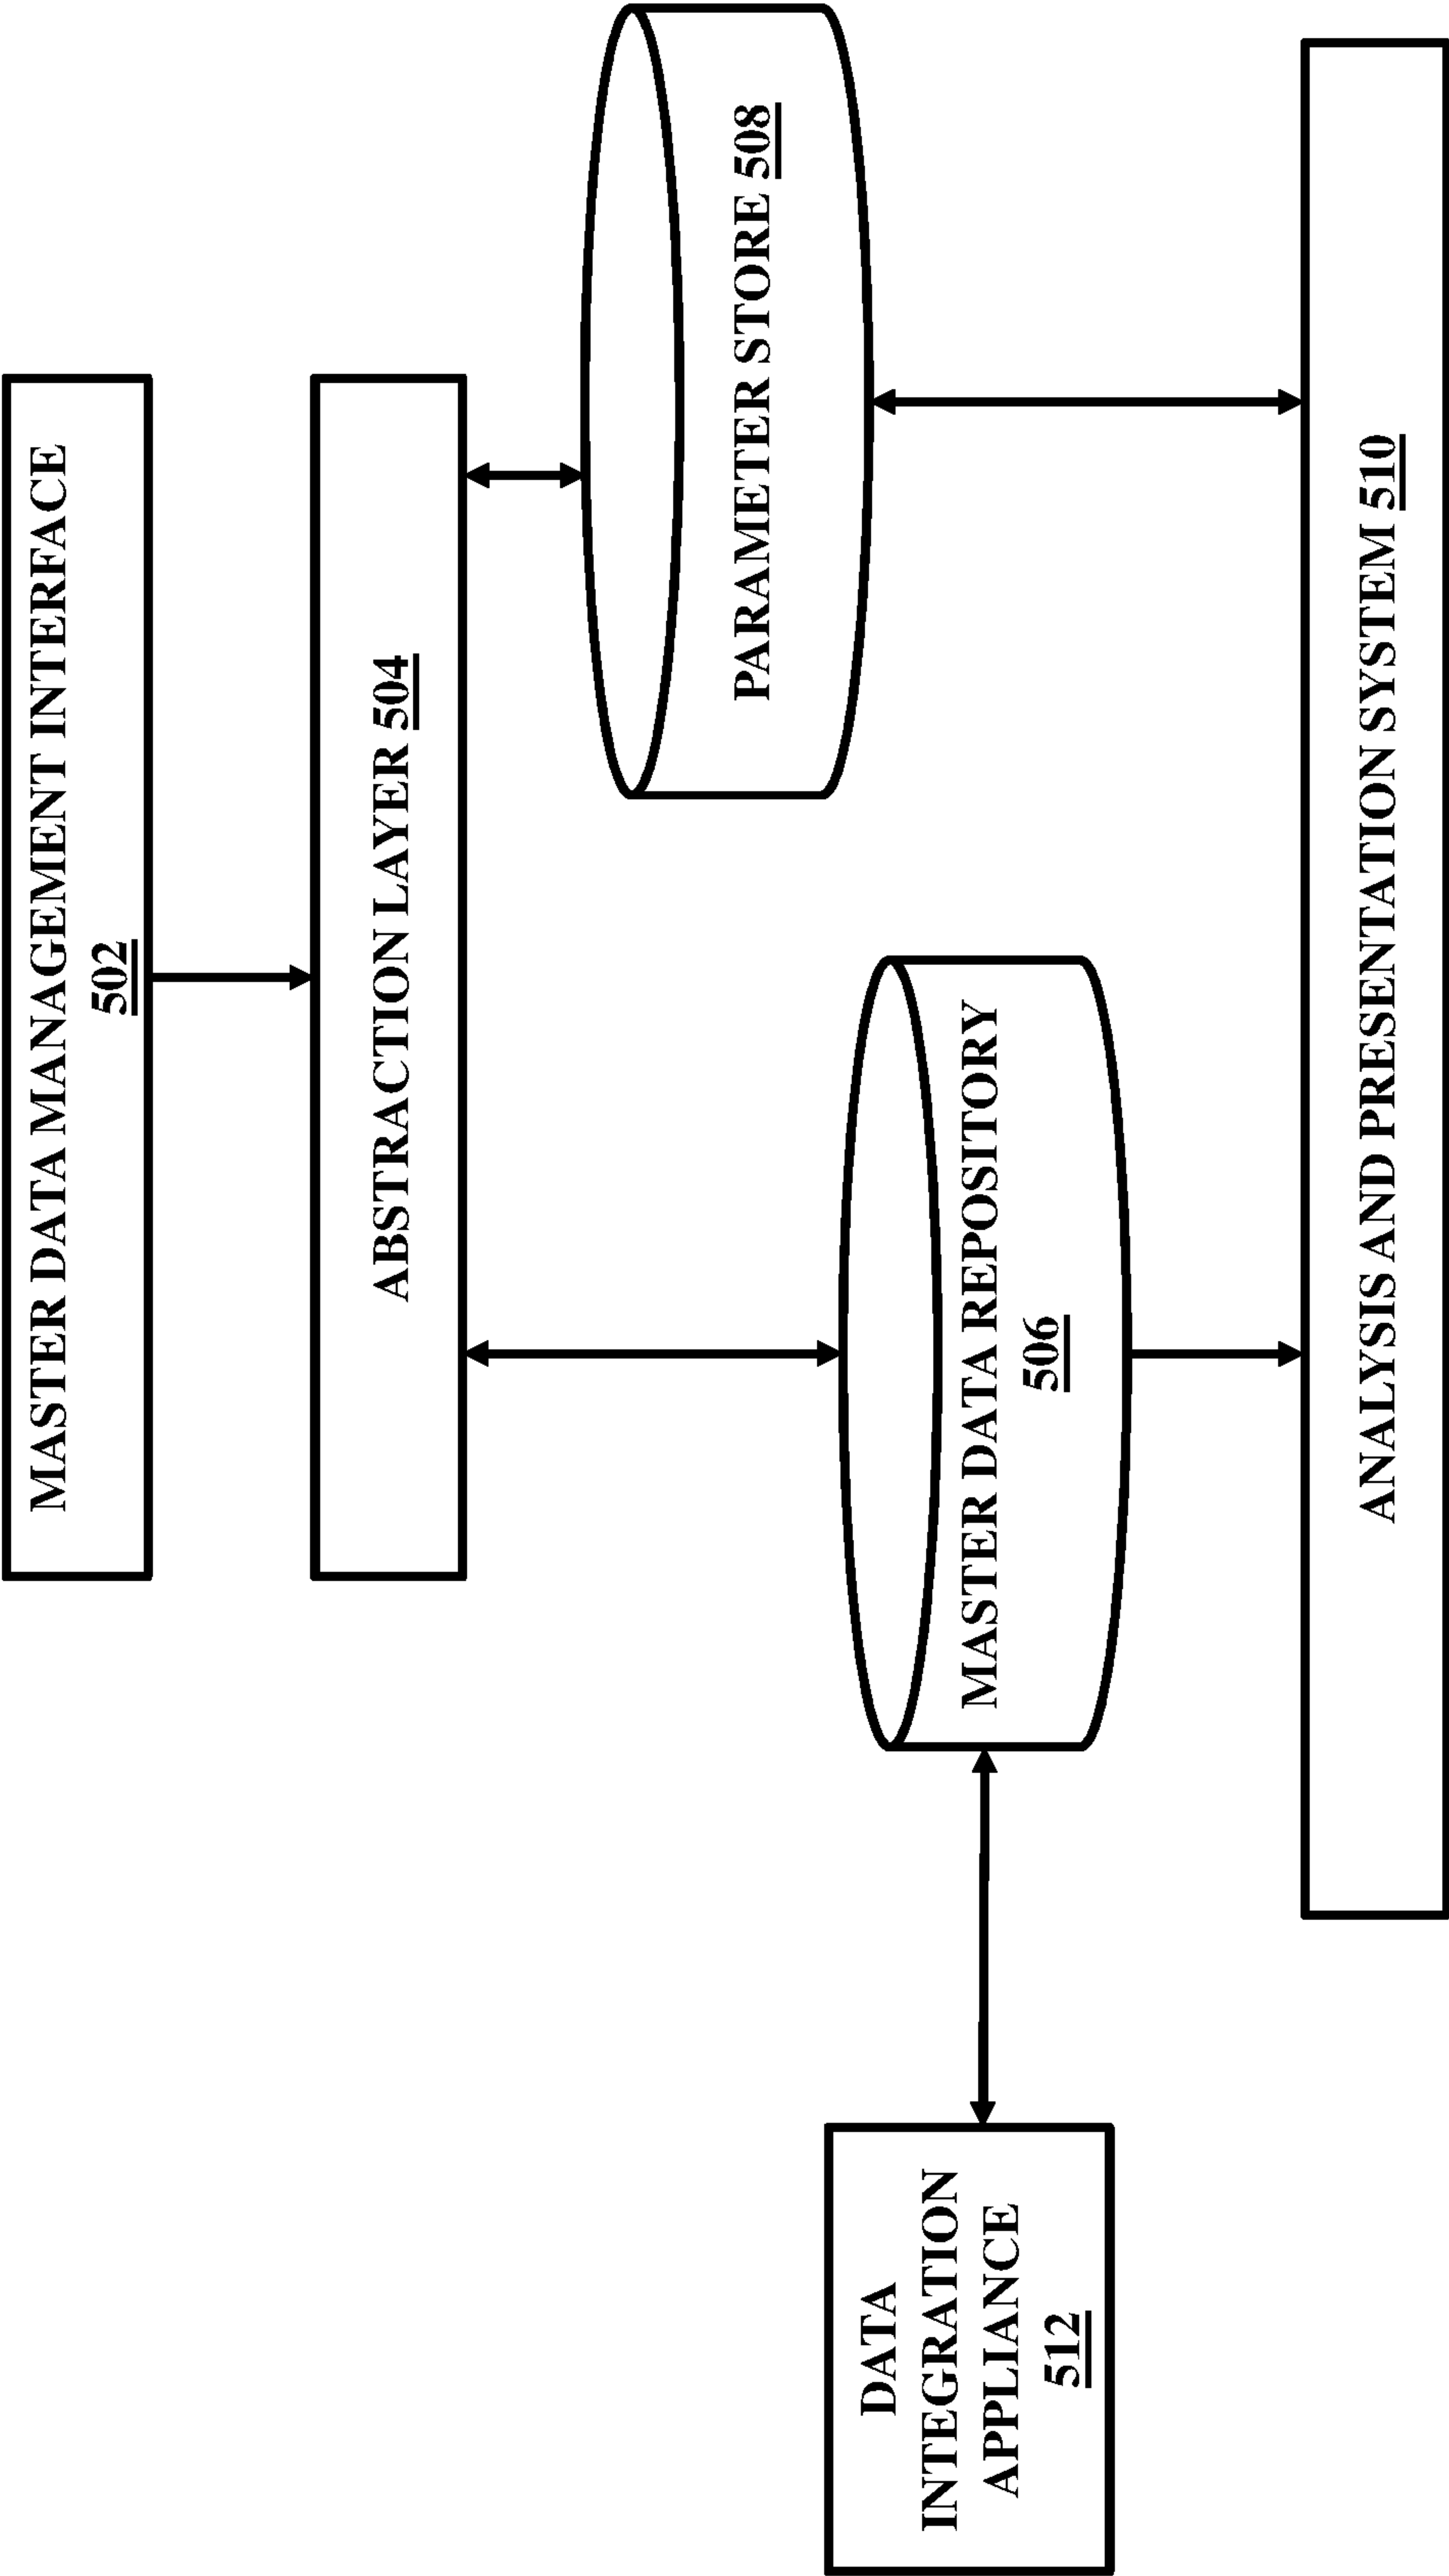 MASTER DATA MANAGEMENT INTERFACE
502
ABSTRACTION LAYER 504
PARAMETER STORE 508
MASTER DATA REPOSITORY
506
DATA
INTEGRATION
APPLIANCE
512
ANALYSIS AND PRESENTATION SYSTEM 510